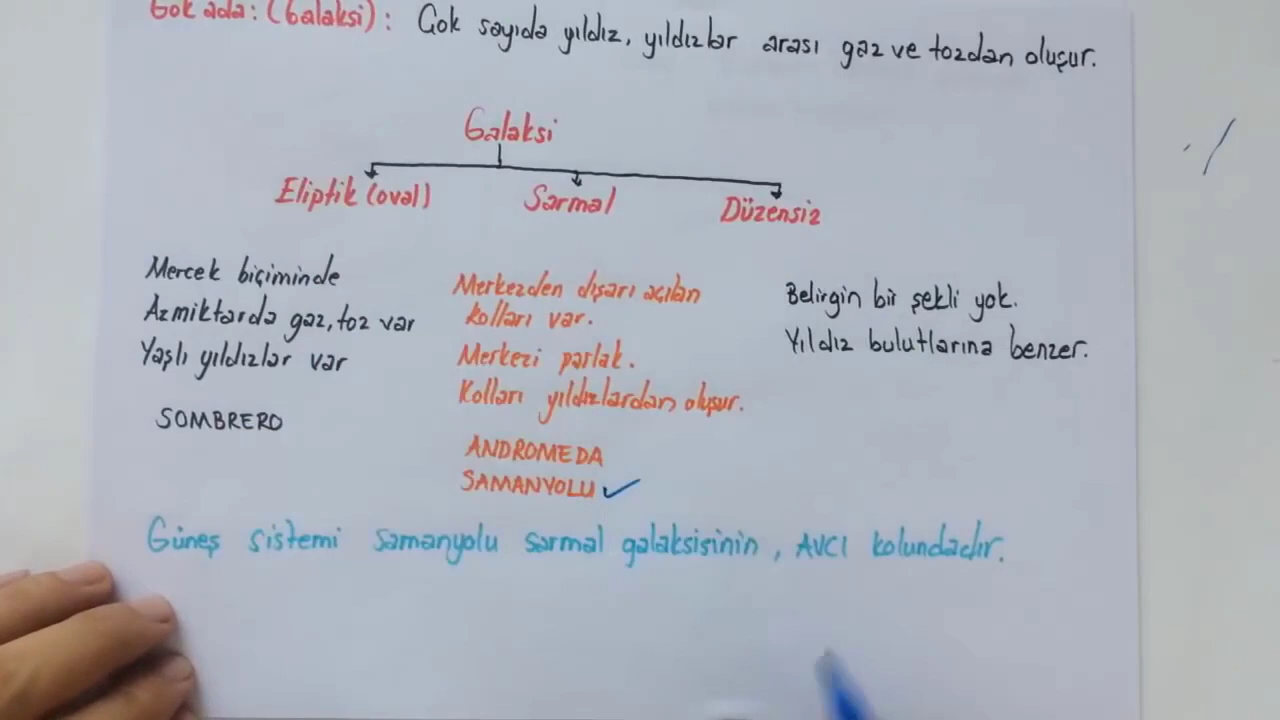 Gök ada: (Galaksi): Çok sayıda yıldız, yıldızlar arası gaz ve tozdan oluşur.
Galaksi
Eliptik (oval) Sarmal Düzensiz
Mercek biçiminde
Azmiktarda gaz, toz var
Yaşlı yıldızlar var
SOMBRERO
Merkezden dışarı açılan
kolları var.
Merkezi parlak.
Kolları yıldızlardan oluşur.
ANDROMEDA
SAMANYOLU
Belirgin bir şekli yok.
Yıldız bulutlarına benzer.
Güneş sistemi samanyolu sarmal galaksisinin, AVCI kolundadır.